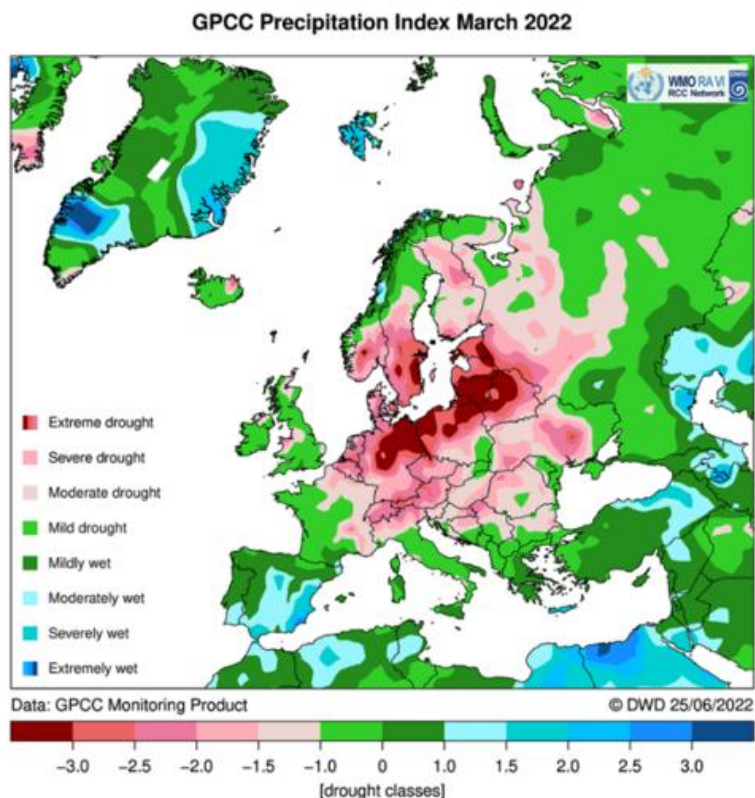 GPCC Precipitation Index March 2022
WMO RA VI
RCC Network
Extreme drought
Severe drought
Moderate drought
Mild drought
Mildly wet
Moderately wet
Severely wet
Extremely wet
Data: GPCC Monitoring Product © DWD 25/06/2022
−3.0 −2.5 −2.0 −1.5 −1.0 0 1.0 1.5 2.0 2.5 3.0
[drought classes]